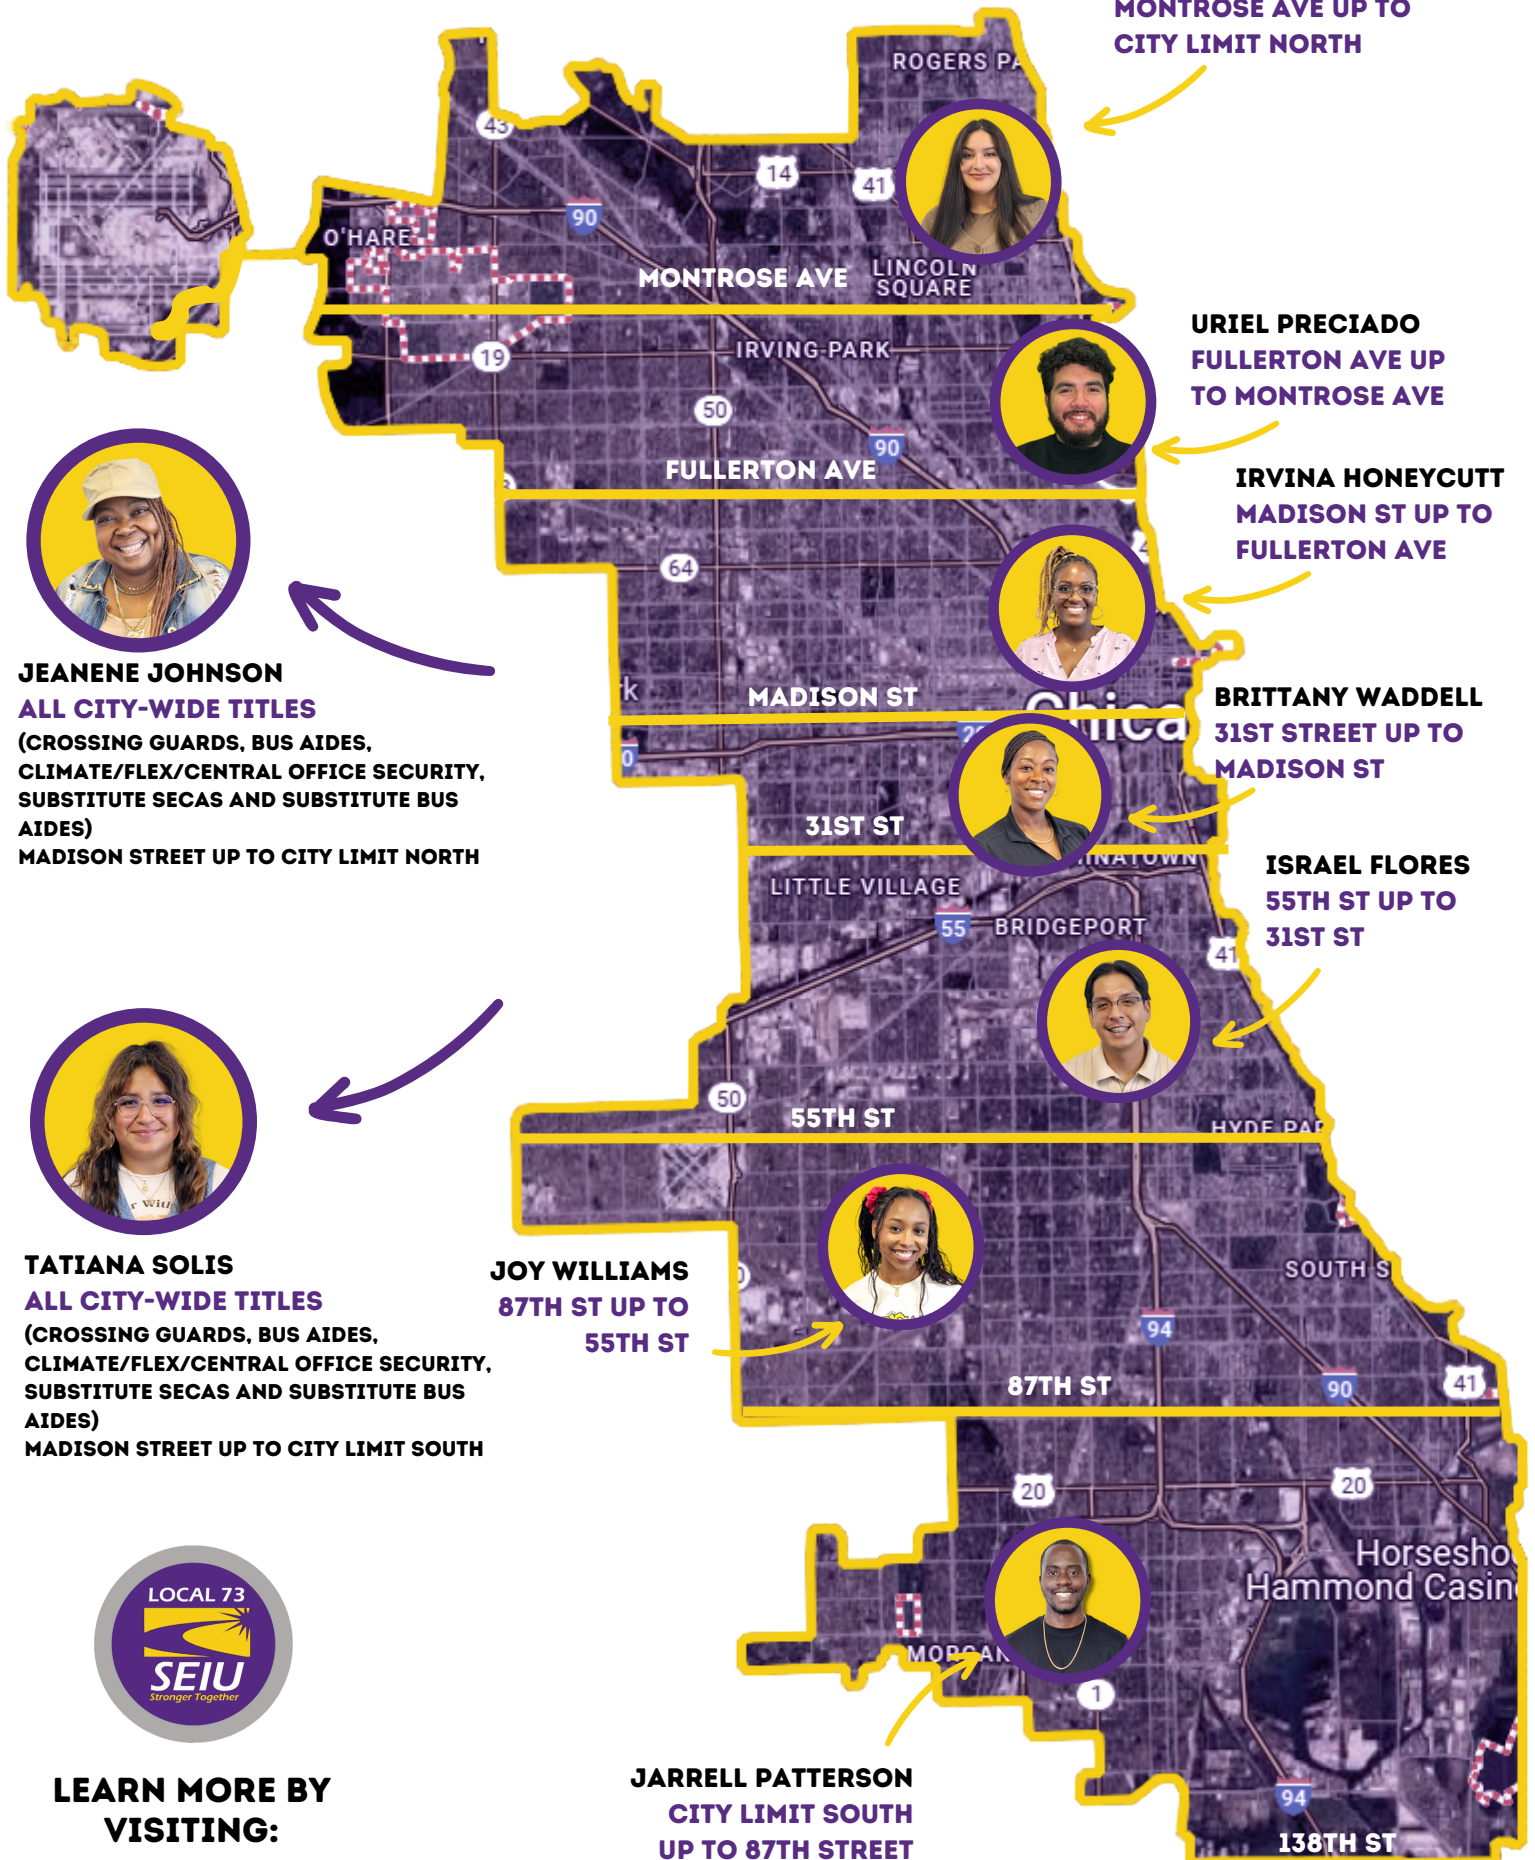 MONTROSE AVE UP TO
CITY LIMIT NORTH
ROGERS PA
43
14
41
90
O'HARE
MONTROSE AVE
LINCOLN
SQUARE
URIEL PRECIADO
FULLERTON AVE UP
TO MONTROSE AVE
19
IRVING PARK
50
90
FULLERTON AVE
IRVINA HONEYCUTT
MADISON ST UP TO
FULLERTON AVE
64
JEANENE JOHNSON
ALL CITY-WIDE TITLES
(CROSSING GUARDS, BUS AIDES,
CLIMATE/FLEX/CENTRAL OFFICE SECURITY,
SUBSTITUTE SECAS AND SUBSTITUTE BUS
AIDES)
MADISON STREET UP TO CITY LIMIT NORTH
MADISON ST
Chica
BRITTANY WADDELL
31ST STREET UP TO
MADISON ST
31ST ST
INATOWN
LITTLE VILLAGE
55
BRIDGEPORT
41
ISRAEL FLORES
55TH ST UP TO
31ST ST
50
55TH ST
HYDE PAR
TATIANA SOLIS
ALL CITY-WIDE TITLES
(CROSSING GUARDS, BUS AIDES,
CLIMATE/FLEX/CENTRAL OFFICE SECURITY,
SUBSTITUTE SECAS AND SUBSTITUTE BUS
AIDES)
MADISON STREET UP TO CITY LIMIT SOUTH
JOY WILLIAMS
87TH ST UP TO
55TH ST
SOUTH S
94
87TH ST
90
41
20
20
Horsesho
Hammond Casin
MORGAN
1
LOCAL 73
SEIU
Stronger Together
LEARN MORE BY
VISITING:
JARRELL PATTERSON
CITY LIMIT SOUTH
UP TO 87TH STREET
94
138TH ST